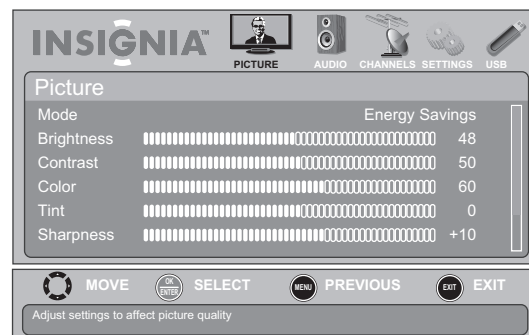 INSIGNIA™
PICTURE AUDIO CHANNELS SETTINGS USB
Picture
Mode Energy Savings
Brightness 48
Contrast 50
Color 60
Tint 0
Sharpness +10
MOVE OK ENTER SELECT MENU PREVIOUS EXIT EXIT
Adjust settings to affect picture quality